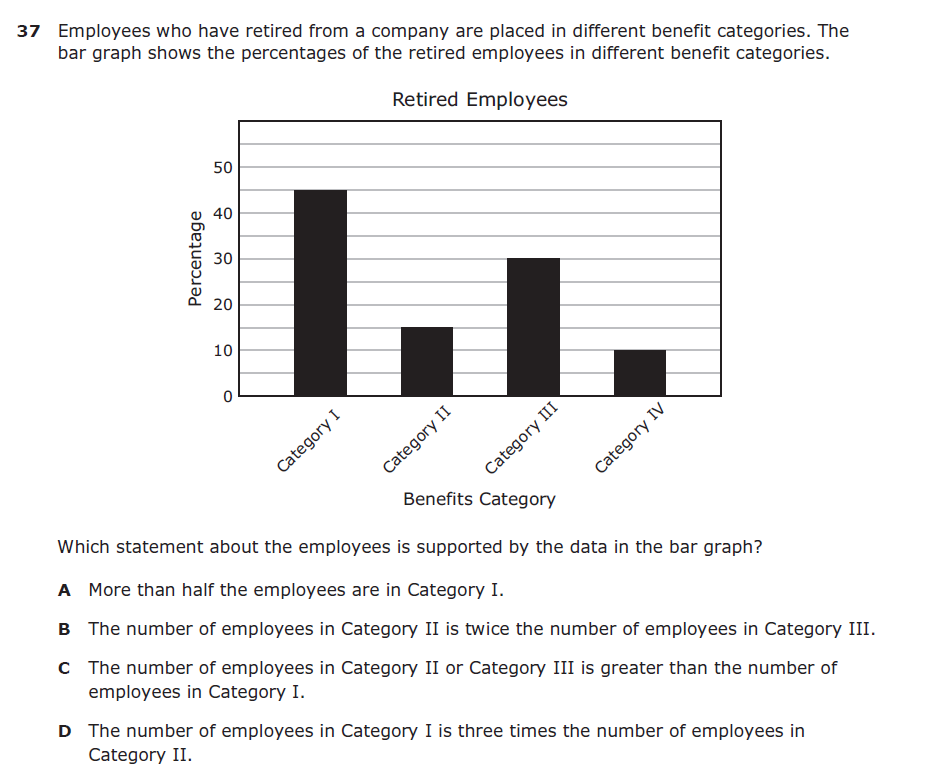 37 Employees who have retired from a company are placed in different benefit categories. The
bar graph shows the percentages of the retired employees in different benefit categories.
Retired Employees
Percentage
50
40
30
20
10
0
Category I
Category II
Category III
Category IV
Benefits Category
Which statement about the employees is supported by the data in the bar graph?
A More than half the employees are in Category I.
B The number of employees in Category II is twice the number of employees in Category III.
C The number of employees in Category II or Category III is greater than the number of
employees in Category I.
D The number of employees in Category I is three times the number of employees in
Category II.